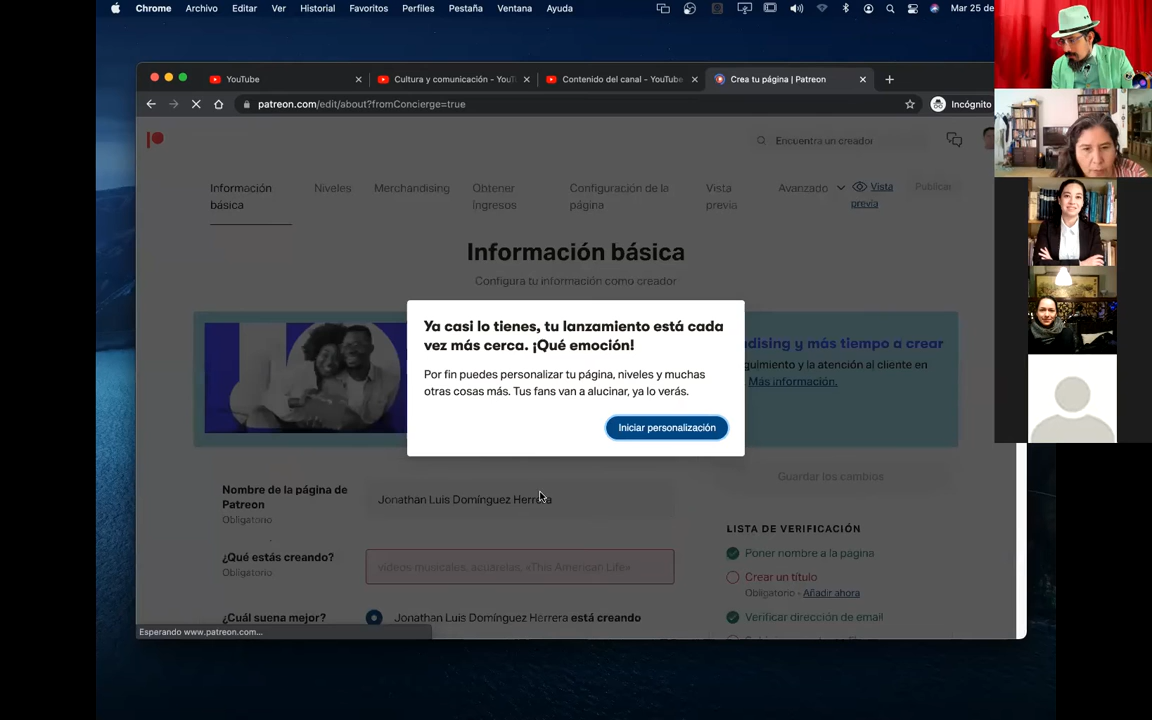 Chrome Archivo Editar Ver Historial Favoritos Perfiles Pestaña Ventana Ayuda
Mar 25 de
YouTube
Cultura y comunicación - YouT
Contenido del canal - YouTube
Crea tu página | Patreon
patreon.com/edit/about?fromConcierge=true
Incógnito
Encuentra un creador
Información básica
Niveles
Merchandising
Obtener ingresos
Configuración de la página
Vista previa
Avanzado
Vista previa
Publicar
Información básica
Configura tu información como creador
Ya casi lo tienes, tu lanzamiento está cada
vez más cerca. ¡Qué emoción!
Por fin puedes personalizar tu página, niveles y muchas
otras cosas más. Tus fans van a alucinar, ya lo verás.
Iniciar personalización
dising y más tiempo a crear
guimiento y la atención al cliente en
Más información.
Nombre de la página de
Patreon
Obligatorio
Jonathan Luis Domínguez Herrera
¿Qué estás creando?
Obligatorio
videos musicales, acuarelas, «This American Life»
¿Cuál suena mejor?
Jonathan Luis Domínguez Herrera está creando
Guardar los cambios
LISTA DE VERIFICACIÓN
Poner nombre a la pagina
Crear un título
Obligatorio · Añadir ahora
Verificar dirección de email
Esperando www.patreon.com...